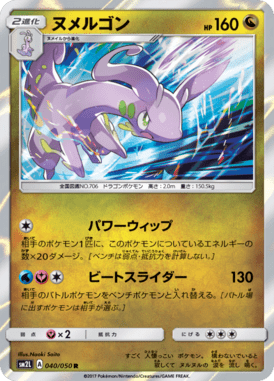 2進化 ヌメルゴン HP 160
ヌメイルから進化
全国図鑑No.706 ドラゴンポケモン 高さ:2.0m 重さ:150.5kg
パワーウィップ
相手のポケモン1匹に、このポケモンについているエネルギーの
数×20ダメージ。[ベンチは弱点・抵抗力を計算しない。]
ビートスライダー 130
相手のバトルポケモンをベンチポケモンと入れ替える。[バトル場
に出すポケモンは相手が選ぶ。]
弱点 ×2 抵抗力 にげる
Illus.Naoki Saito
SM2L A 040/050 R
©2017 Pokémon/Nintendo/Creatures/GAME FREAK.